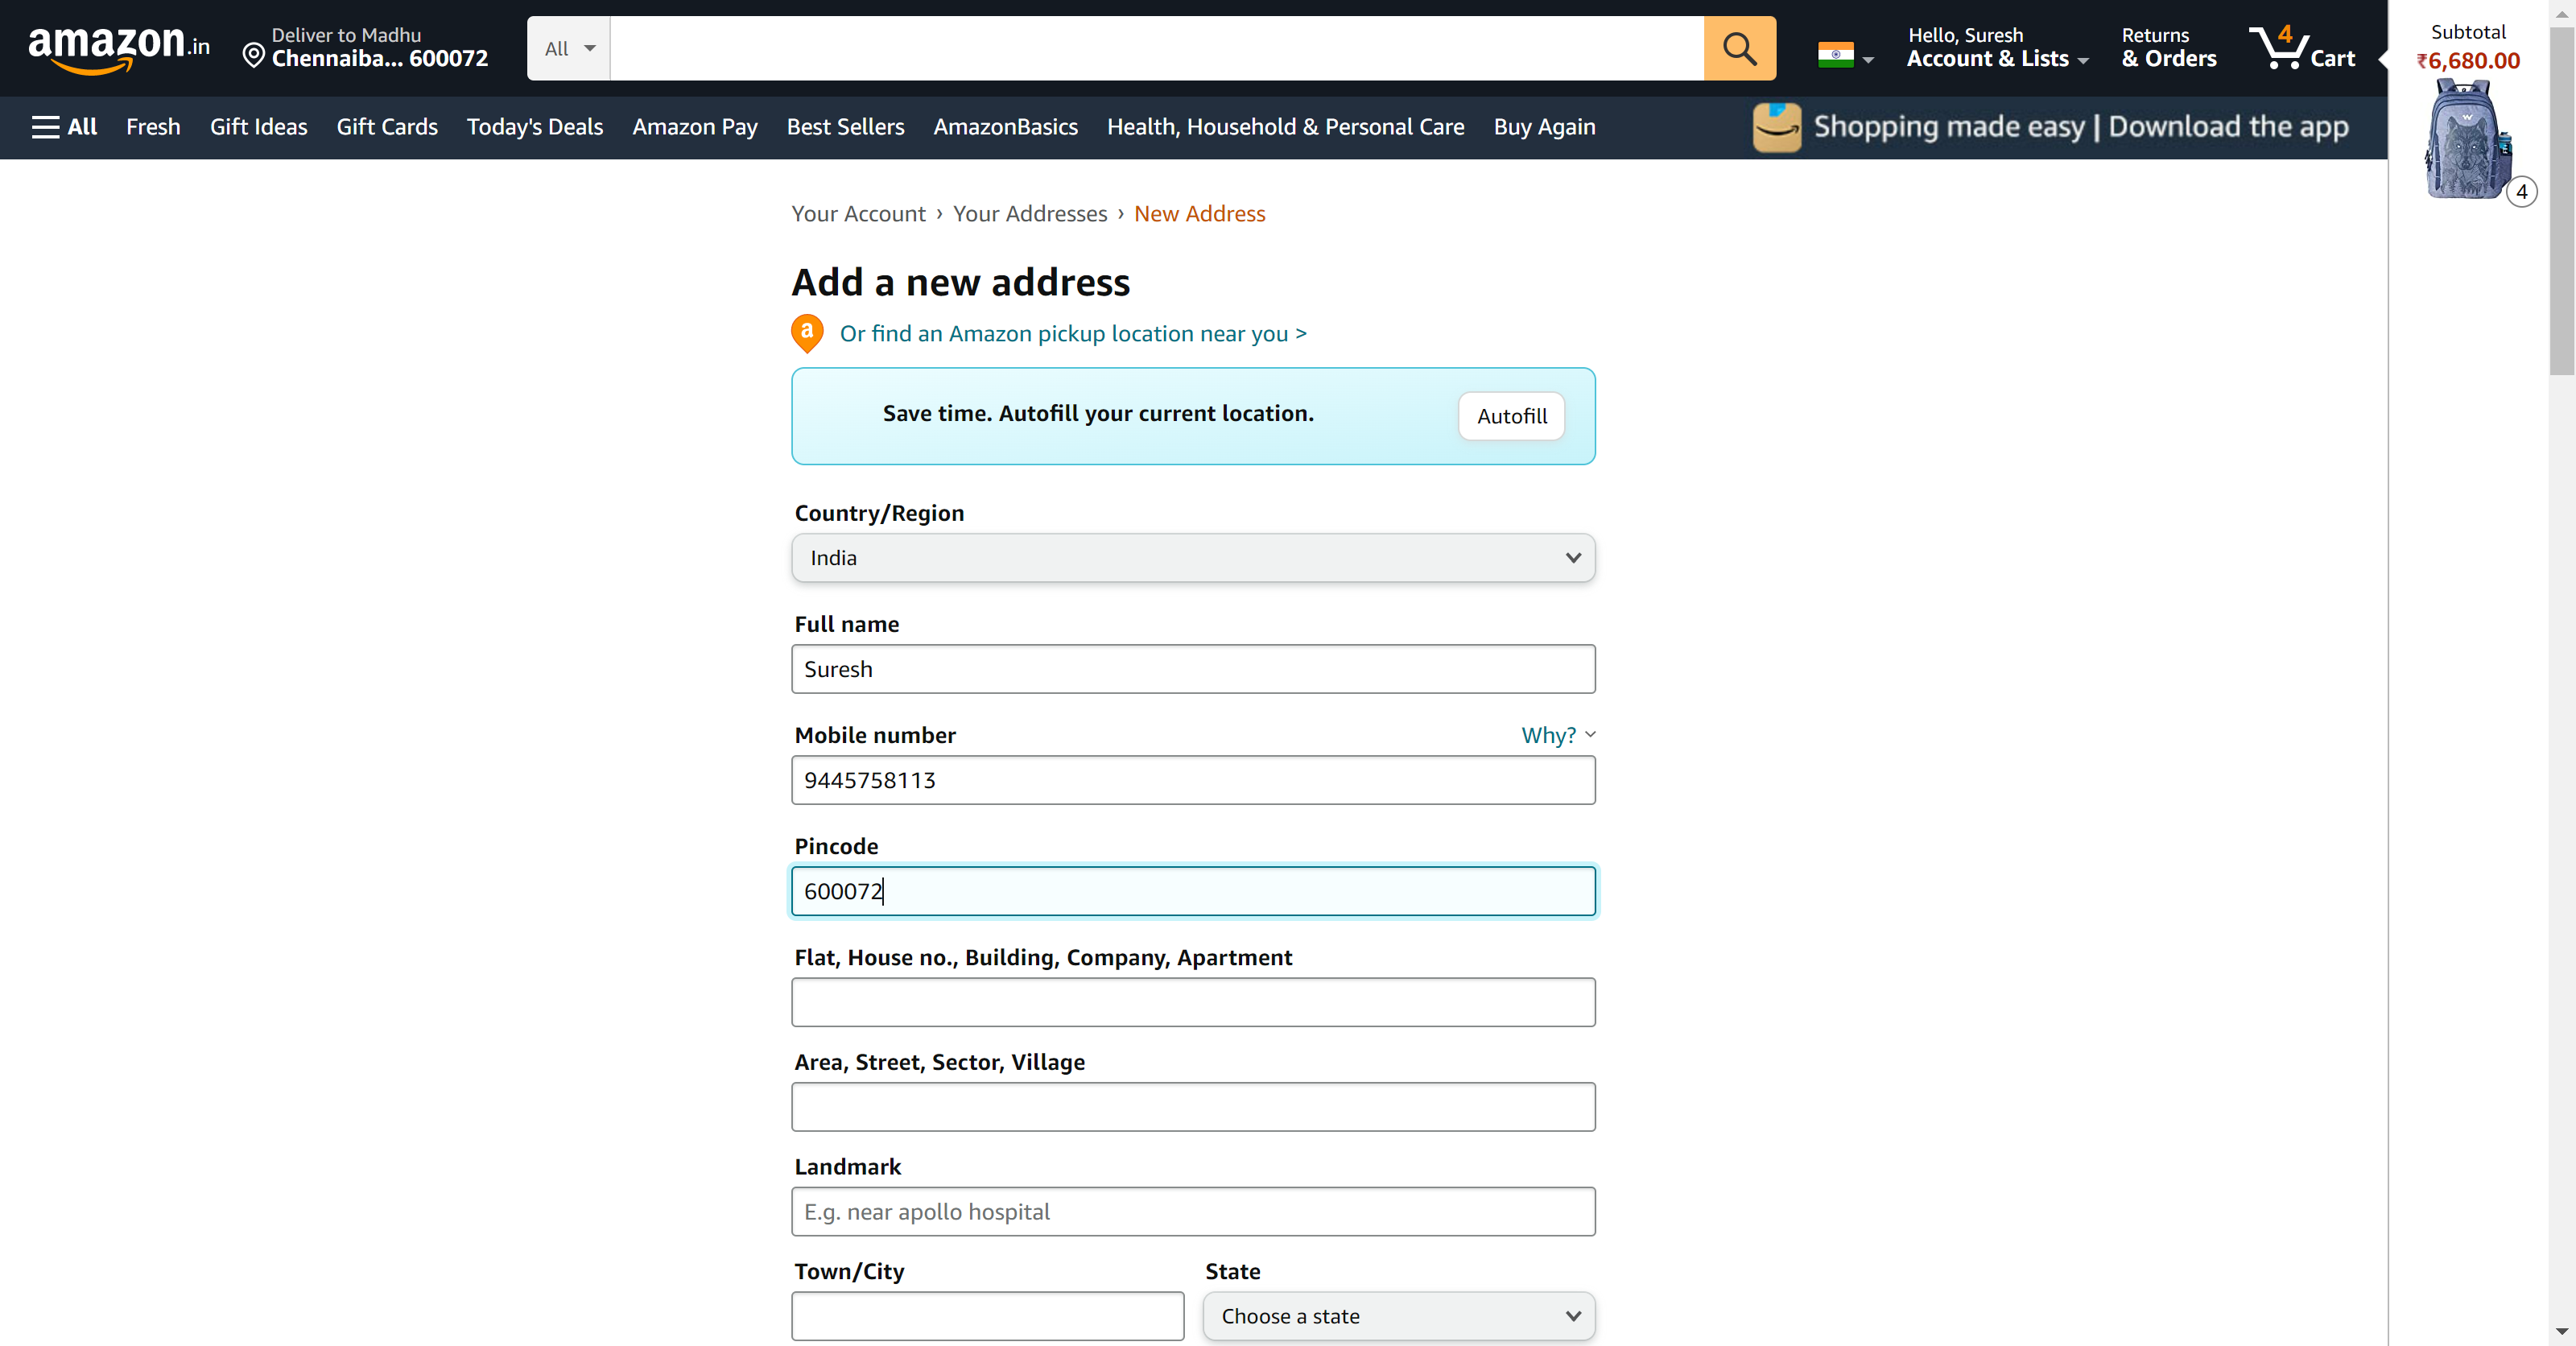 amazon.in
Deliver to Madhu
Chennaiba... 600072
All
Hello, Suresh
Account & Lists
Returns
& Orders
4
Cart
Subtotal
₹6,680.00
4
All
Fresh
Gift Ideas
Gift Cards
Today's Deals
Amazon Pay
Best Sellers
AmazonBasics
Health, Household & Personal Care
Buy Again
Shopping made easy | Download the app
Your Account › Your Addresses › New Address
Add a new address
a
Or find an Amazon pickup location near you >
Save time. Autofill your current location.
Autofill
Country/Region
India
Full name
Suresh
Mobile number
Why?
9445758113
Pincode
600072
Flat, House no., Building, Company, Apartment
Area, Street, Sector, Village
Landmark
E.g. near apollo hospital
Town/City
State
Choose a state